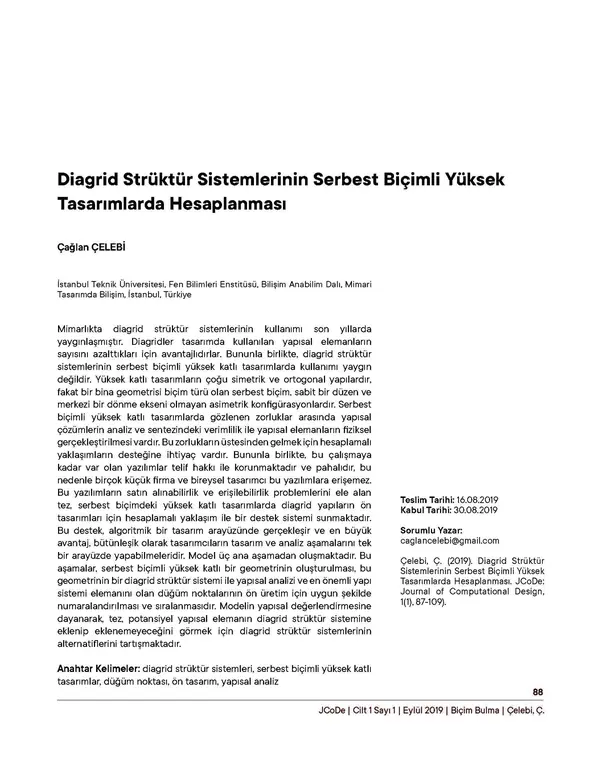 Diagrid Strüktür Sistemlerinin Serbest Biçimli Yüksek
Tasarımlarda Hesaplanması
Çağlan ÇELEBİ
İstanbul Teknik Üniversitesi, Fen Bilimleri Enstitüsü, Bilişim Anabilim Dalı, Mimari
Tasarımda Bilişim, İstanbul, Türkiye
Mimarlıkta diagrid strüktür sistemlerinin kullanımı son yıllarda
yaygınlaşmıştır. Diagridler tasarımda kullanılan yapısal elemanların
sayısını azalttıkları için avantajlıdırlar. Bununla birlikte, diagrid strüktür
sistemlerinin serbest biçimli yüksek katlı tasarımlarda kullanımı yaygın
değildir. Yüksek katlı tasarımların çoğu simetrik ve ortogonal yapılardır,
fakat bir bina geometrisi biçim türü olan serbest biçim, sabit bir düzen ve
merkezi bir dönme ekseni olmayan asimetrik konfigürasyonlardır. Serbest
biçimli yüksek katlı tasarımlarda gözlenen zorluklar arasında yapısal
çözümlerin analiz ve sentezindeki verimlilik ile yapısal elemanların fiziksel
gerçekleştirilmesi vardır. Bu zorlukların üstesinden gelmek için hesaplamalı
yaklaşımların desteğine ihtiyaç vardır. Bununla birlikte, bu çalışmaya
kadar var olan yazılımlar telif hakkı ile korunmaktadır ve pahalıdır, bu
nedenle birçok küçük firma ve bireysel tasarımcı bu yazılımlara erişemez.
Bu yazılımların satın alınabilirlik ve erişilebilirlik problemlerini ele alan
tez, serbest biçimdeki yüksek katlı tasarımlarda diagrid yapıların ön
tasarımları için hesaplamalı yaklaşım ile bir destek sistemi sunmaktadır.
Bu destek, algoritmik bir tasarım arayüzünde gerçekleşir ve en büyük
avantaj, bütünleşik olarak tasarımcıların tasarım ve analiz aşamalarını tek
bir arayüzde yapabilmeleridir. Model üç ana aşamadan oluşmaktadır. Bu
aşamalar, serbest biçimli yüksek katlı bir geometrinin oluşturulması, bu
geometrinin bir diagrid strüktür sistemi ile yapısal analizi ve en önemli yapı
sistemi elemanını olan düğüm noktalarının ön üretim için uygun şekilde
numaralandırılması ve sıralanmasıdır. Modelin yapısal değerlendirmesine
dayanarak, tez, potansiyel yapısal elemanın diagrid strüktür sistemine
eklenip eklenemeyeceğini görmek için diagrid strüktür sistemlerinin
alternatiflerini tartışmaktadır.
Anahtar Kelimeler: diagrid strüktür sistemleri, serbest biçimli yüksek katlı
tasarımlar, düğüm noktası, ön tasarım, yapısal analiz
Teslim Tarihi: 16.08.2019
Kabul Tarihi: 30.08.2019
Sorumlu Yazar:
caglancelebi@gmail.com
Çelebi, Ç. (2019). Diagrid Strüktür
Sistemlerinin Serbest Biçimli Yüksek
Tasarımlarda Hesaplanması. JCoDe:
Journal of Computational Design,
1(1), 87-109).
88
JCoDe | Cilt 1 Sayı 1 | Eylül 2019 | Biçim Bulma | Çelebi, Ç.